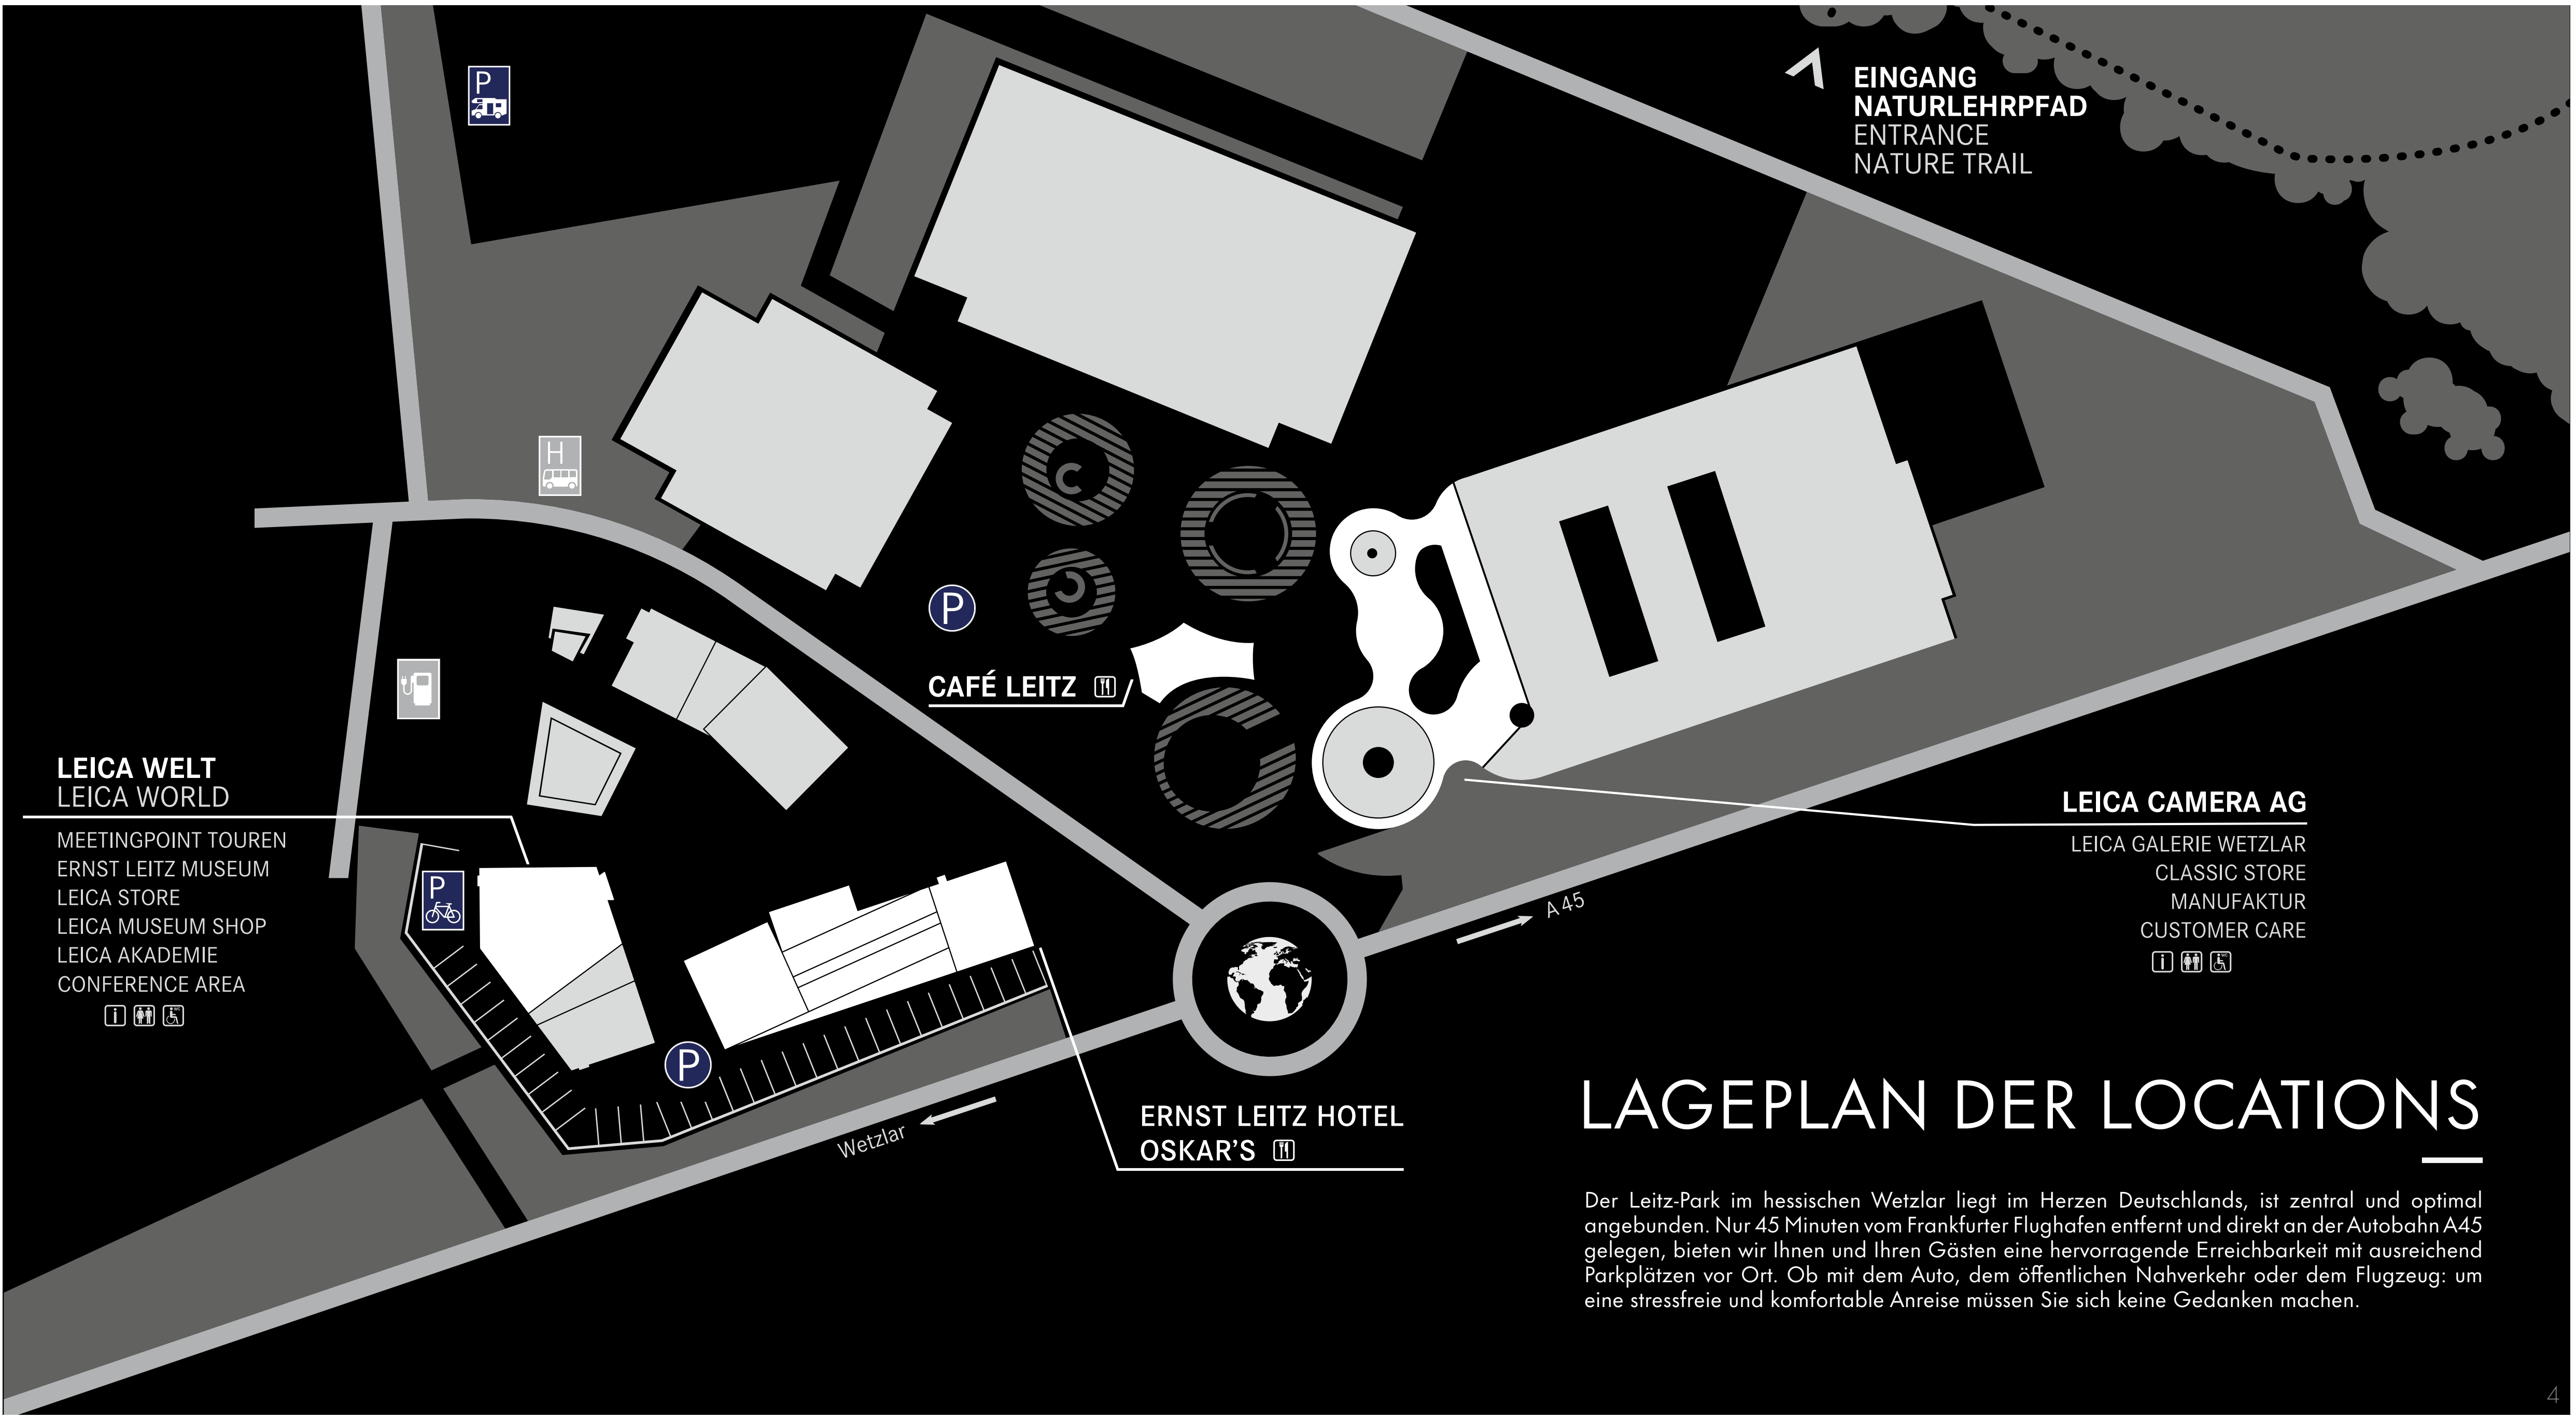 P
EINGANG
NATURLEHRPFAD
ENTRANCE
NATURE TRAIL
H
P
CAFÉ LEITZ
LEICA WELT
LEICA WORLD
MEETINGPOINT TOUREN
ERNST LEITZ MUSEUM
LEICA STORE
LEICA MUSEUM SHOP
LEICA AKADEMIE
CONFERENCE AREA
i
P
P
LEICA CAMERA AG
LEICA GALERIE WETZLAR
CLASSIC STORE
MANUFAKTUR
CUSTOMER CARE
i
A 45
Wetzlar
ERNST LEITZ HOTEL
OSKAR'S
LAGEPLAN DER LOCATIONS
Der Leitz-Park im hessischen Wetzlar liegt im Herzen Deutschlands, ist zentral und optimal
angebunden. Nur 45 Minuten vom Frankfurter Flughafen entfernt und direkt an der Autobahn A45
gelegen, bieten wir Ihnen und Ihren Gästen eine hervorragende Erreichbarkeit mit ausreichend
Parkplätzen vor Ort. Ob mit dem Auto, dem öffentlichen Nahverkehr oder dem Flugzeug: um
eine stressfreie und komfortable Anreise müssen Sie sich keine Gedanken machen.
4